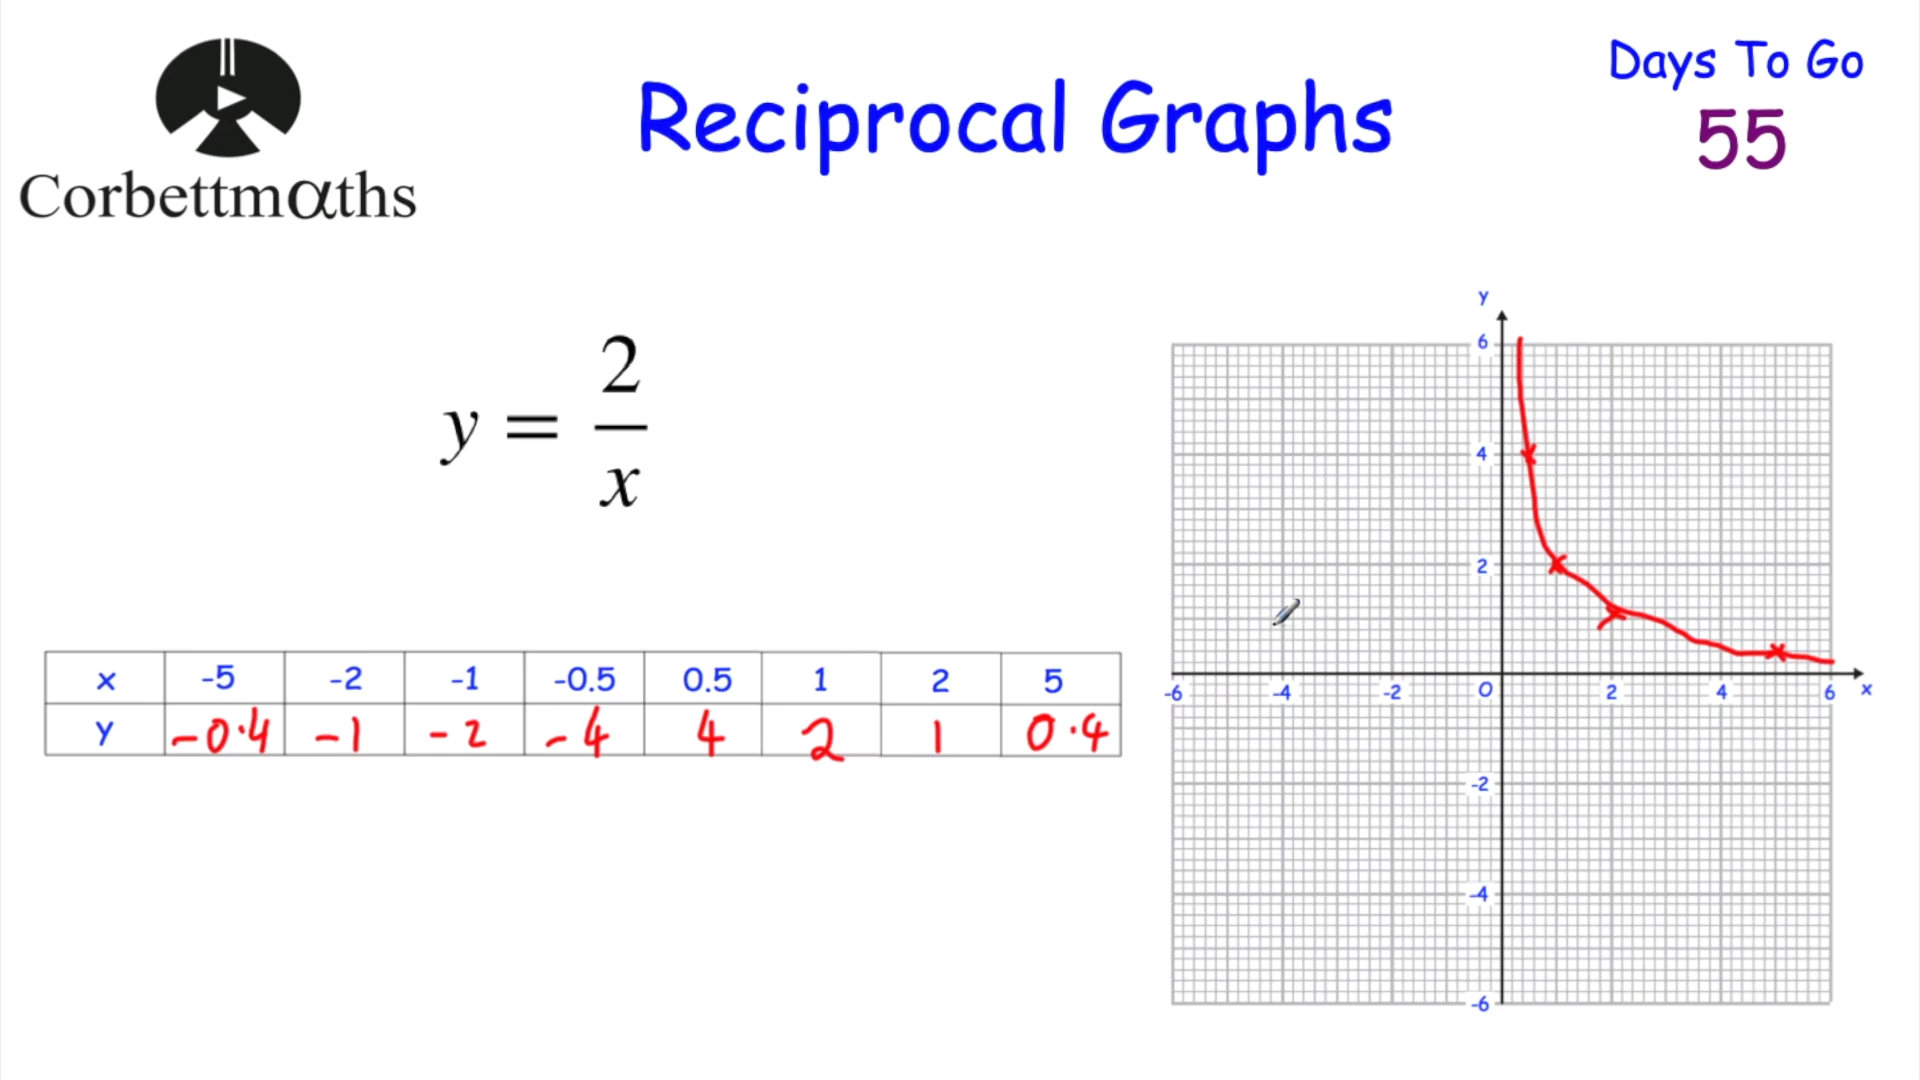 Corbettmαths
Reciprocal Graphs
Days To Go
55
y = 2/x
x -5 -2 -1 -0.5 0.5 1 2 5
y -0·4 -1 -2 -4 4 2 1 0·4
y
6
4
2
-6 -4 -2 0 2 4 6 x
-2
-4
-6